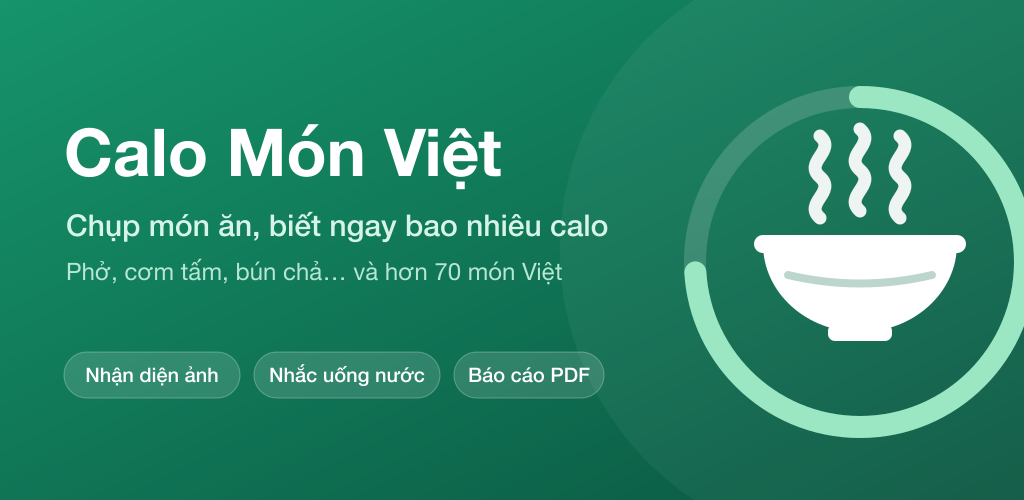 Calo Món Việt
Chụp món ăn, biết ngay bao nhiêu calo
Phở, cơm tấm, bún chả... và hơn 70 món Việt
Nhận diện ảnh
Nhắc uống nước
Báo cáo PDF